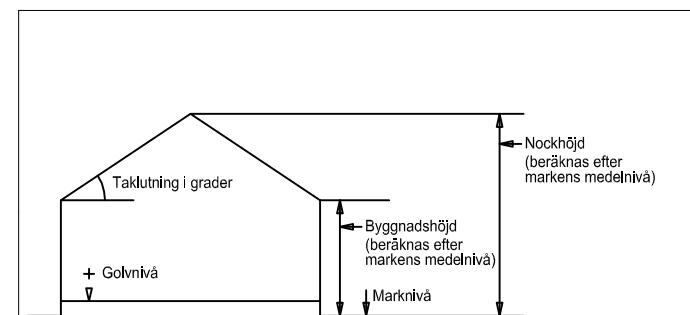 Nockhöjd
(beräknas efter
markens medelnivå)
Taklutning i grader
Byggnadshöjd
(beräknas efter
markens medelnivå)
+ Golvnivå
Marknivå